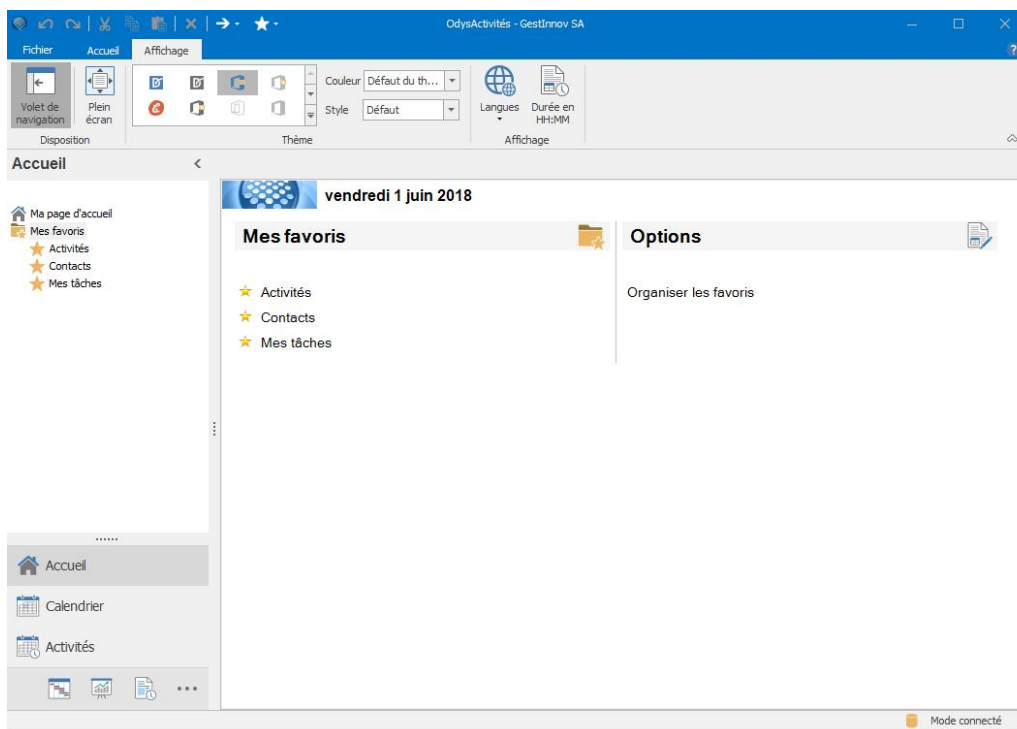 OdysActivités - GestInnov SA
Fichier Accueil Affichage
Couleur Défaut du th...
Style Défaut
Volet de navigation
Plein écran
Langues
Durée en HH:MM
Disposition Thème Affichage
Accueil
vendredi 1 juin 2018
Ma page d'accueil
Mes favoris
Activités
Contacts
Mes tâches
Mes favoris
Options
Activités
Organiser les favoris
Contacts
Mes tâches
Accueil
Calendrier
Activités
Mode connecté